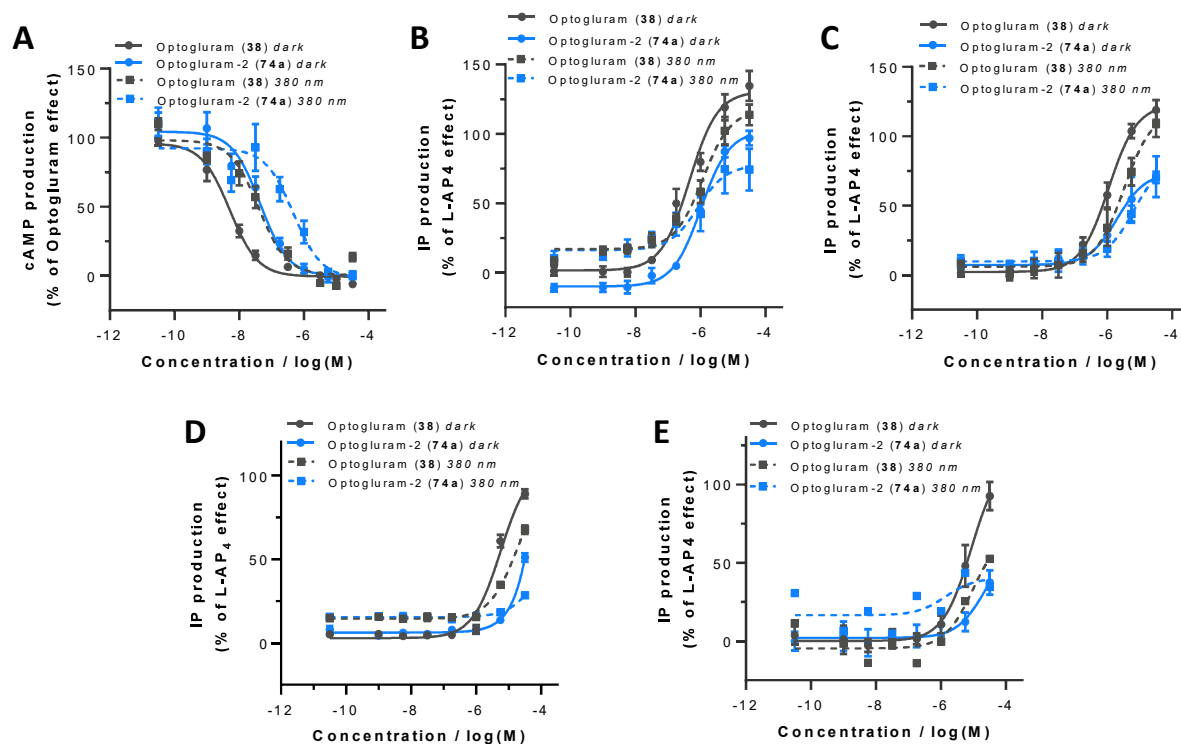 A
Optogluram (38) dark
Optogluram-2 (74a) dark
Optogluram (38) 380 nm
Optogluram-2 (74a) 380 nm
cAMP production
(% of Optogluram effect)
150
100
50
0
-12
-10
-8
-6
-4
Concentration / log(M)
B
Optogluram (38) dark
Optogluram-2 (74a) dark
Optogluram (38) 380 nm
Optogluram-2 (74a) 380 nm
IP production
(% of L-AP4 effect)
150
100
50
0
-12
-10
-8
-6
-4
Concentration / log(M)
C
Optogluram (38) dark
Optogluram-2 (74a) dark
Optogluram (38) 380 nm
Optogluram-2 (74a) 380 nm
IP production
(% of L-AP4 effect)
150
100
50
0
-12
-10
-8
-6
-4
Concentration / log(M)
D
Optogluram (38) dark
Optogluram-2 (74a) dark
Optogluram (38) 380 nm
Optogluram-2 (74a) 380 nm
IP production
(% of L-AP4 effect)
100
50
0
-12
-10
-8
-6
-4
Concentration / log(M)
E
Optogluram (38) dark
Optogluram-2 (74a) dark
Optogluram (38) 380 nm
Optogluram-2 (74a) 380 nm
IP production
(% of L-AP4 effect)
100
50
0
-12
-10
-8
-6
-4
Concentration / log(M)